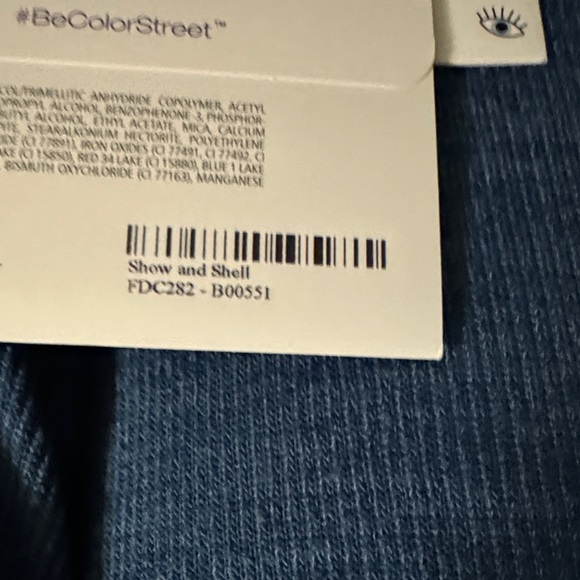 #BeColorStreet™
COL/TRIMELLITIC ANHYDRIDE COPOLYMER, ACETYL
OPROPYL ALCOHOL, BENZOPHENONE-3, PHOSPHOR-
BUTYL ALCOHOL, ETHYL ACETATE, MICA, CALCIUM
STEARALKONIUM HECTORITE, POLYETHYLENE
IDE (CI 77891), IRON OXIDES (CI 77491, CI 77492, CI
AKE (CI 15850), RED 34 LAKE (CI 15880), BLUE 1 LAKE
BISMUTH OXYCHLORIDE (CI 77163), MANGANESE
Show and Shell
FDC282 - B00551